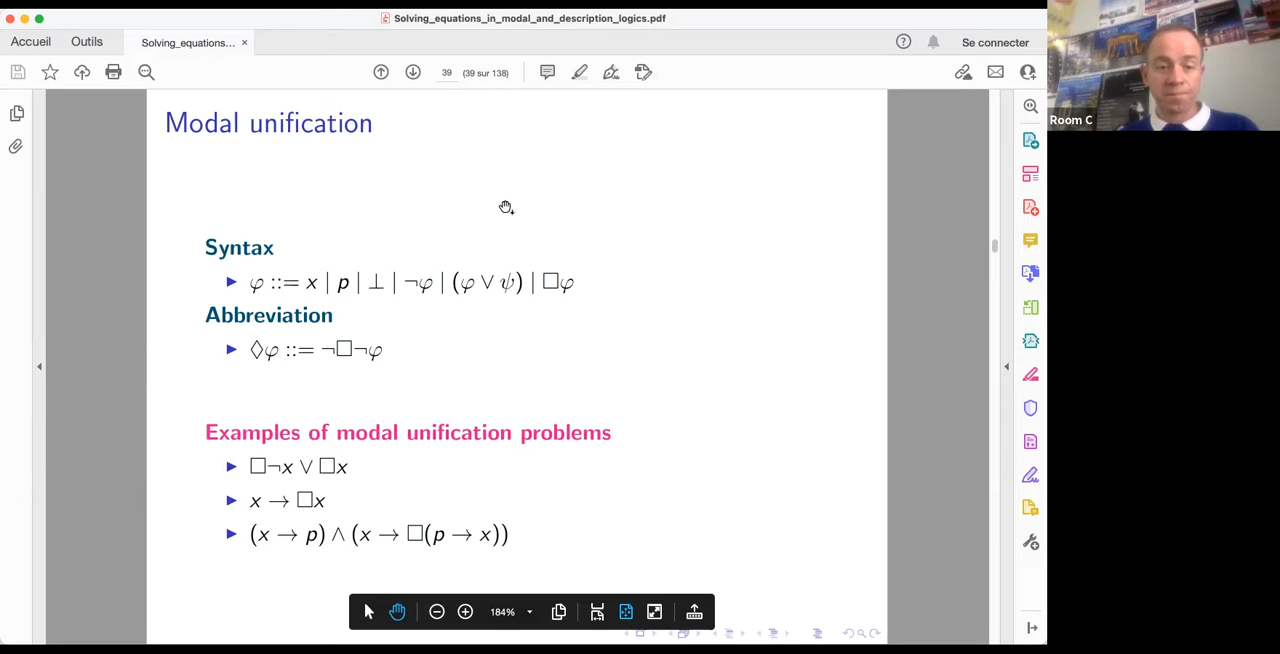 Solving_equations_in_modal_and_description_logics.pdf
Accueil Outils Solving_equations... × Se connecter
39 (39 sur 138)
Room C
Modal unification
Syntax
► φ ::= x | p | ⊥ | ¬φ | (φ ∨ ψ) | □φ
Abbreviation
► ◊φ ::= ¬□¬φ
Examples of modal unification problems
► □¬x ∨ □x
► x → □x
► (x → p) ∧ (x → □(p → x))
184%